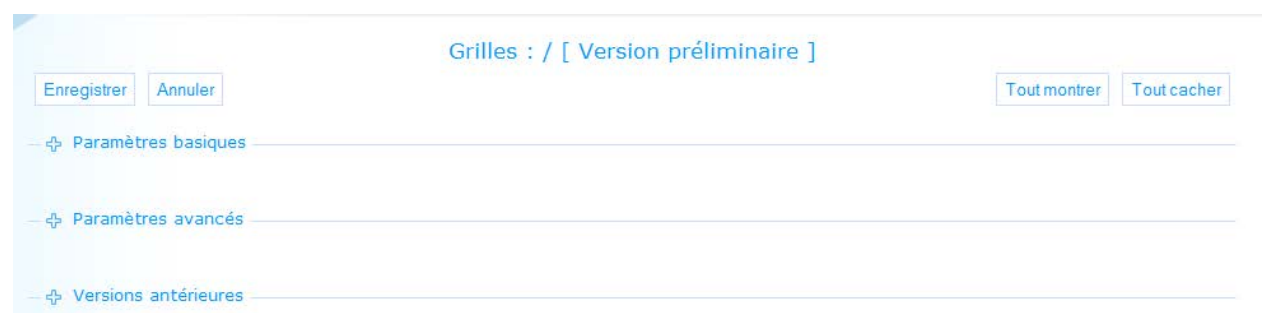 Grilles : / [ Version préliminaire ]
Enregistrer Annuler Tout montrer Tout cacher
Paramètres basiques
Paramètres avancés
Versions antérieures